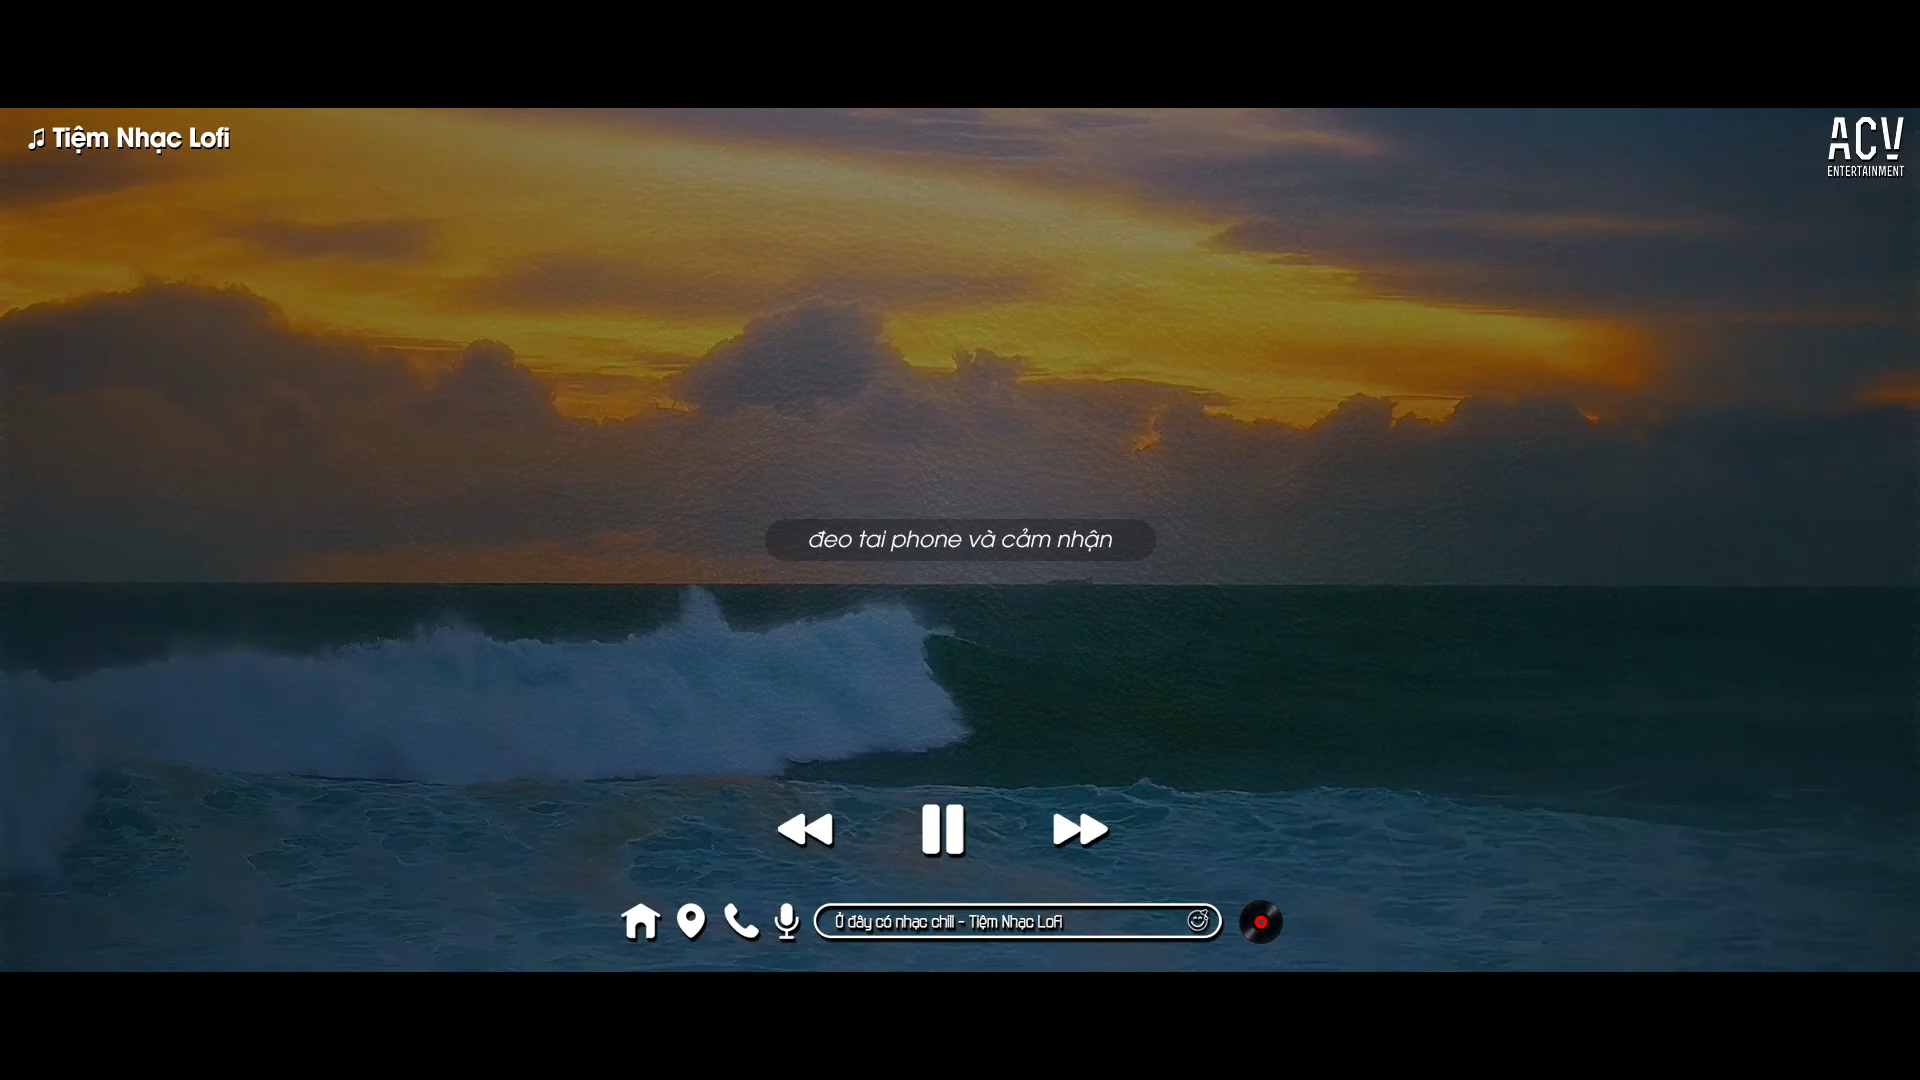 ♫ Tiệm Nhạc Lofi
ACV
ENTERTAINMENT
đeo tai phone và cảm nhận
Ở đây có nhạc chill - Tiệm Nhạc Lofi